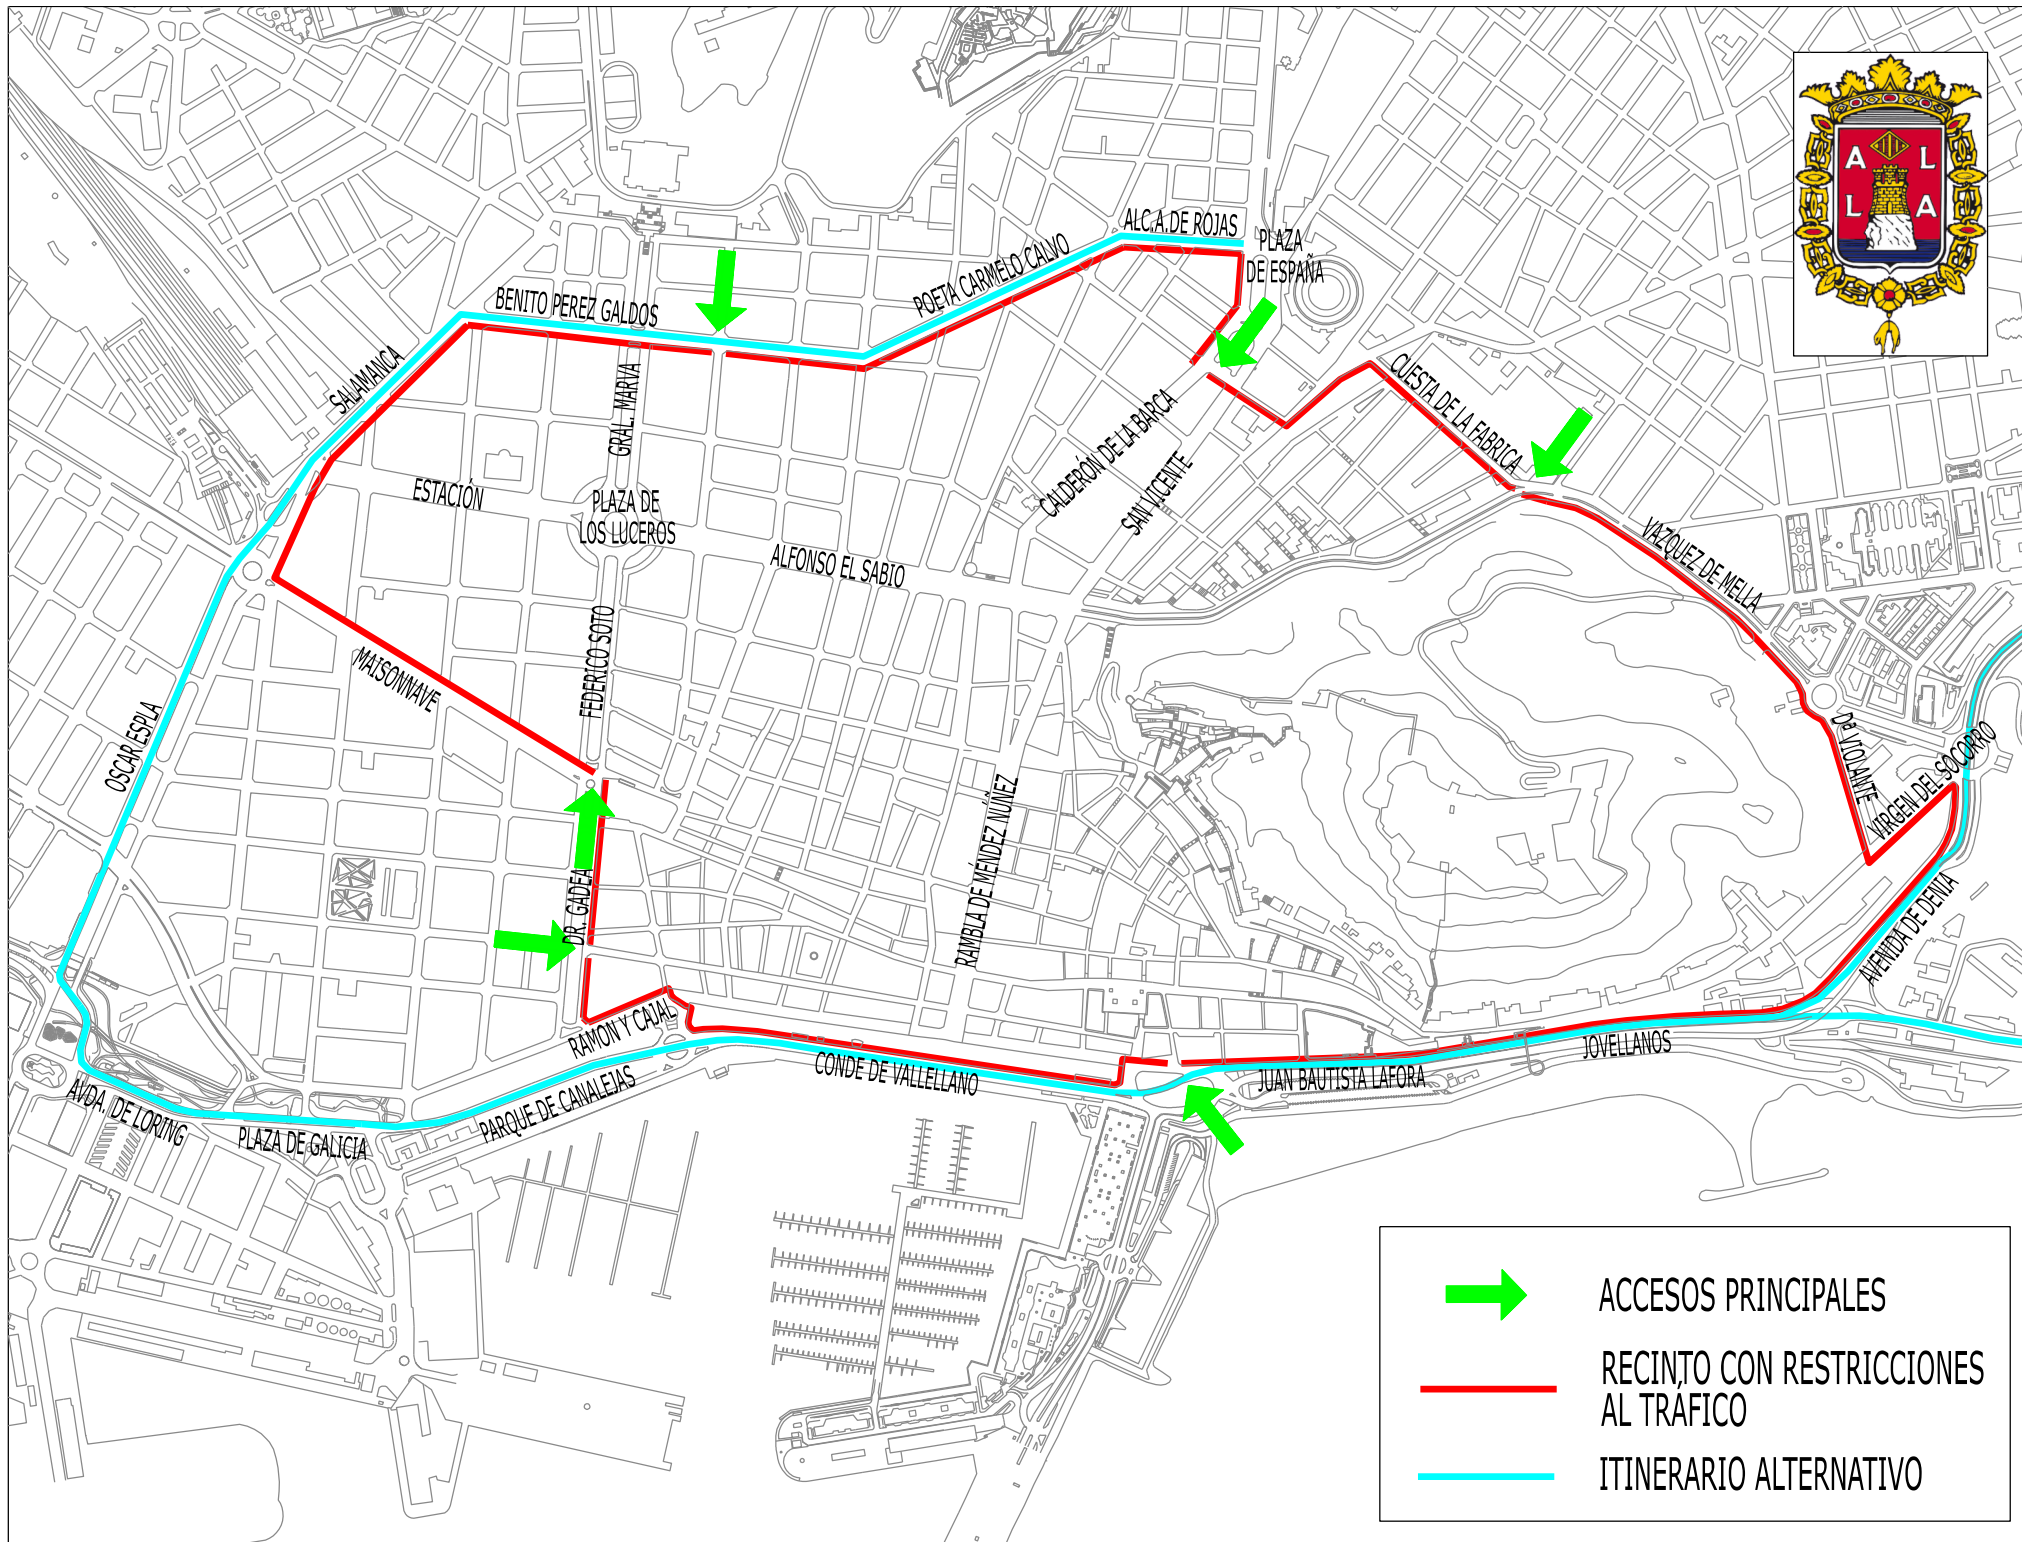 A L
L A
ALC.A.DE ROJAS
PLAZA
DE ESPAÑA
POETA CARMELO CALVO
BENITO PEREZ GALDOS
SALAMANCA
GRAL. MARVA
CUESTA DE LA FABRICA
CALDERÓN DE LA BARCA
SAN VICENTE
ESTACIÓN
PLAZA DE
LOS LUCEROS
ALFONSO EL SABIO
VAZQUEZ DE MELLA
FEDERICO SOTO
MAISONNAVE
OSCAR ESPLA
Dª VIOLANTE
VIRGEN DEL SOCORRO
RAMBLA DE MÉNDEZ NÚÑEZ
DR. GADEA
AVENIDA DE DENIA
RAMON Y CAJAL
JOVELLANOS
CONDE DE VALLELLANO
JUAN BAUTISTA LAFORA
AVDA. DE LORING
PLAZA DE GALICIA
PARQUE DE CANALEJAS
ACCESOS PRINCIPALES
RECINTO CON RESTRICCIONES
AL TRÁFICO
ITINERARIO ALTERNATIVO